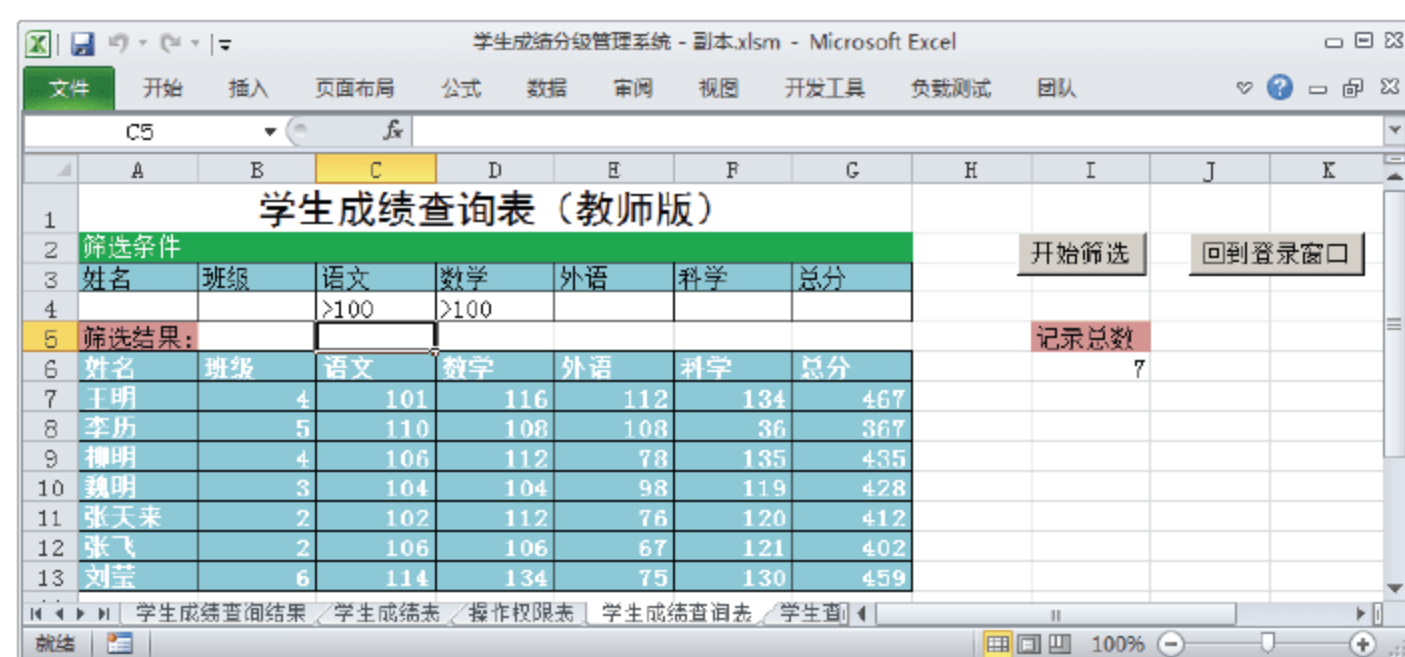 学生成绩分级管理系统 - 副本.xlsm - Microsoft Excel
文件 开始 插入 页面布局 公式 数据 审阅 视图 开发工具 负载测试 团队
C5 fx
A B C D E F G H I J K
1 学生成绩查询表（教师版）
2 筛选条件 开始筛选 回到登录窗口
3 姓名 班级 语文 数学 外语 科学 总分
4 >100 >100
5 筛选结果: 记录总数
6 姓名 班级 语文 数学 外语 科学 总分 7
7 王明 4 101 116 112 134 467
8 李历 5 110 108 108 36 367
9 柳明 4 106 112 78 135 435
10 魏明 3 104 104 98 119 428
11 张天来 2 102 112 76 120 412
12 张飞 2 106 106 67 121 402
13 刘莹 6 114 134 75 130 459
学生成绩查询结果 学生成绩表 操作权限表 学生成绩查询表 学生查
就绪 100%